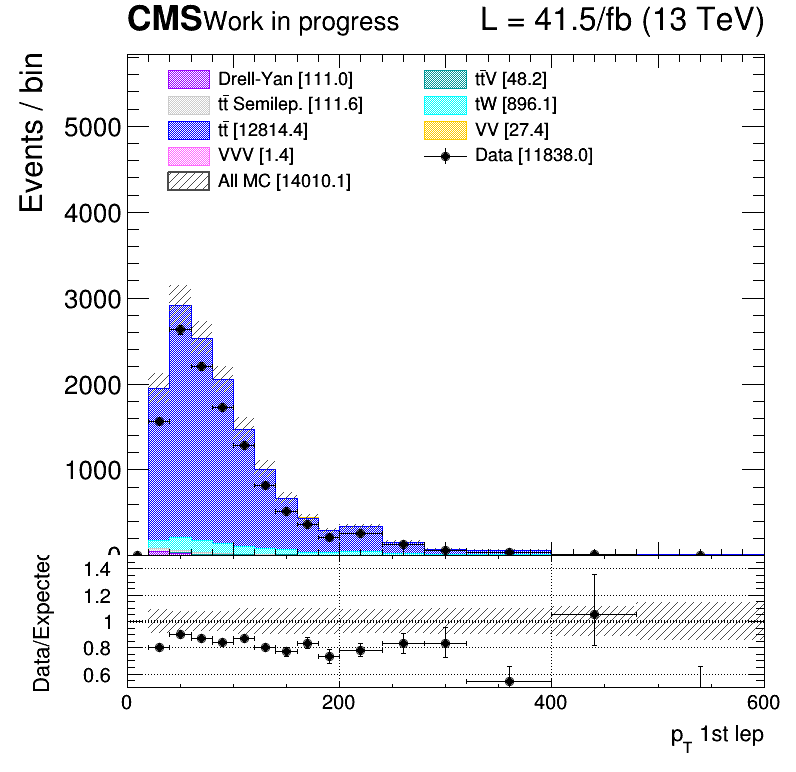 CMS Work in progress L = 41.5/fb (13 TeV)
Drell-Yan [111.0]
tt̄ Semilep. [111.6]
tt̄ [12814.4]
VVV [1.4]
All MC [14010.1]
tt̄V [48.2]
tW [896.1]
VV [27.4]
Data [11838.0]
Events / bin
5000
4000
3000
2000
1000
0
Data/Expected
1.4
1.2
1
0.8
0.6
0 200 400 600
p_T 1st lep